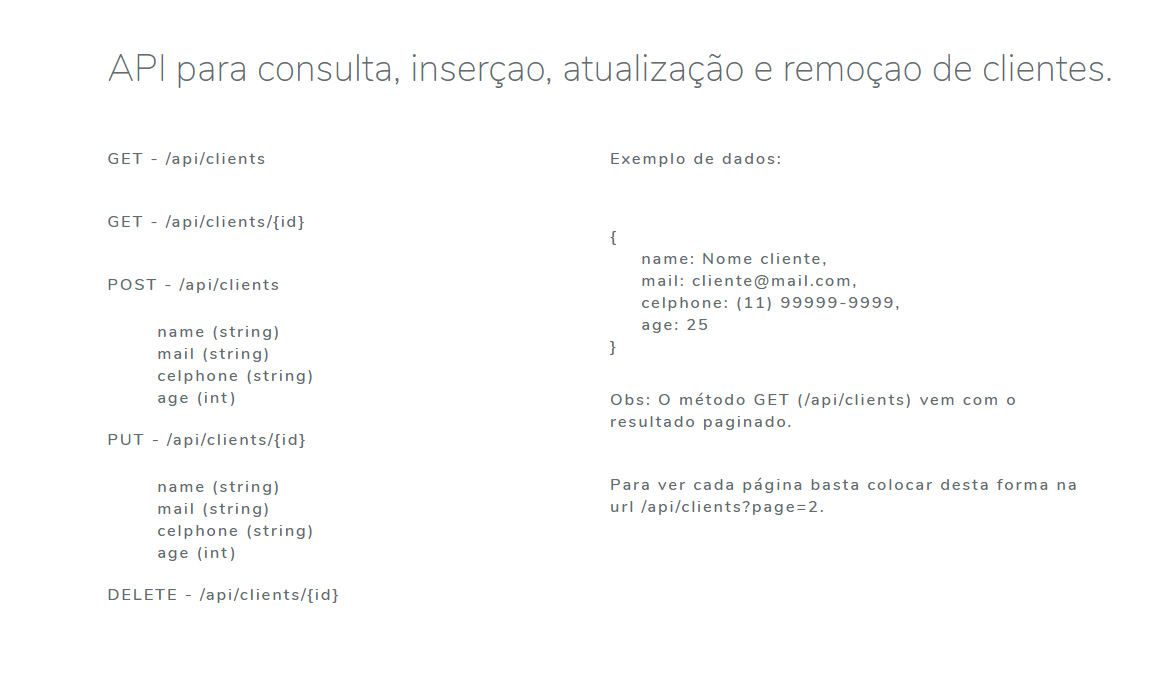 API para consulta, inserçao, atualização e remoçao de clientes.
GET - /api/clients
GET - /api/clients/{id}
POST - /api/clients
name (string)
mail (string)
celphone (string)
age (int)
PUT - /api/clients/{id}
name (string)
mail (string)
celphone (string)
age (int)
DELETE - /api/clients/{id}
Exemplo de dados:
{
name: Nome cliente,
mail: cliente@mail.com,
celphone: (11) 99999-9999,
age: 25
}
Obs: O método GET (/api/clients) vem com o
resultado paginado.
Para ver cada página basta colocar desta forma na
url /api/clients?page=2.